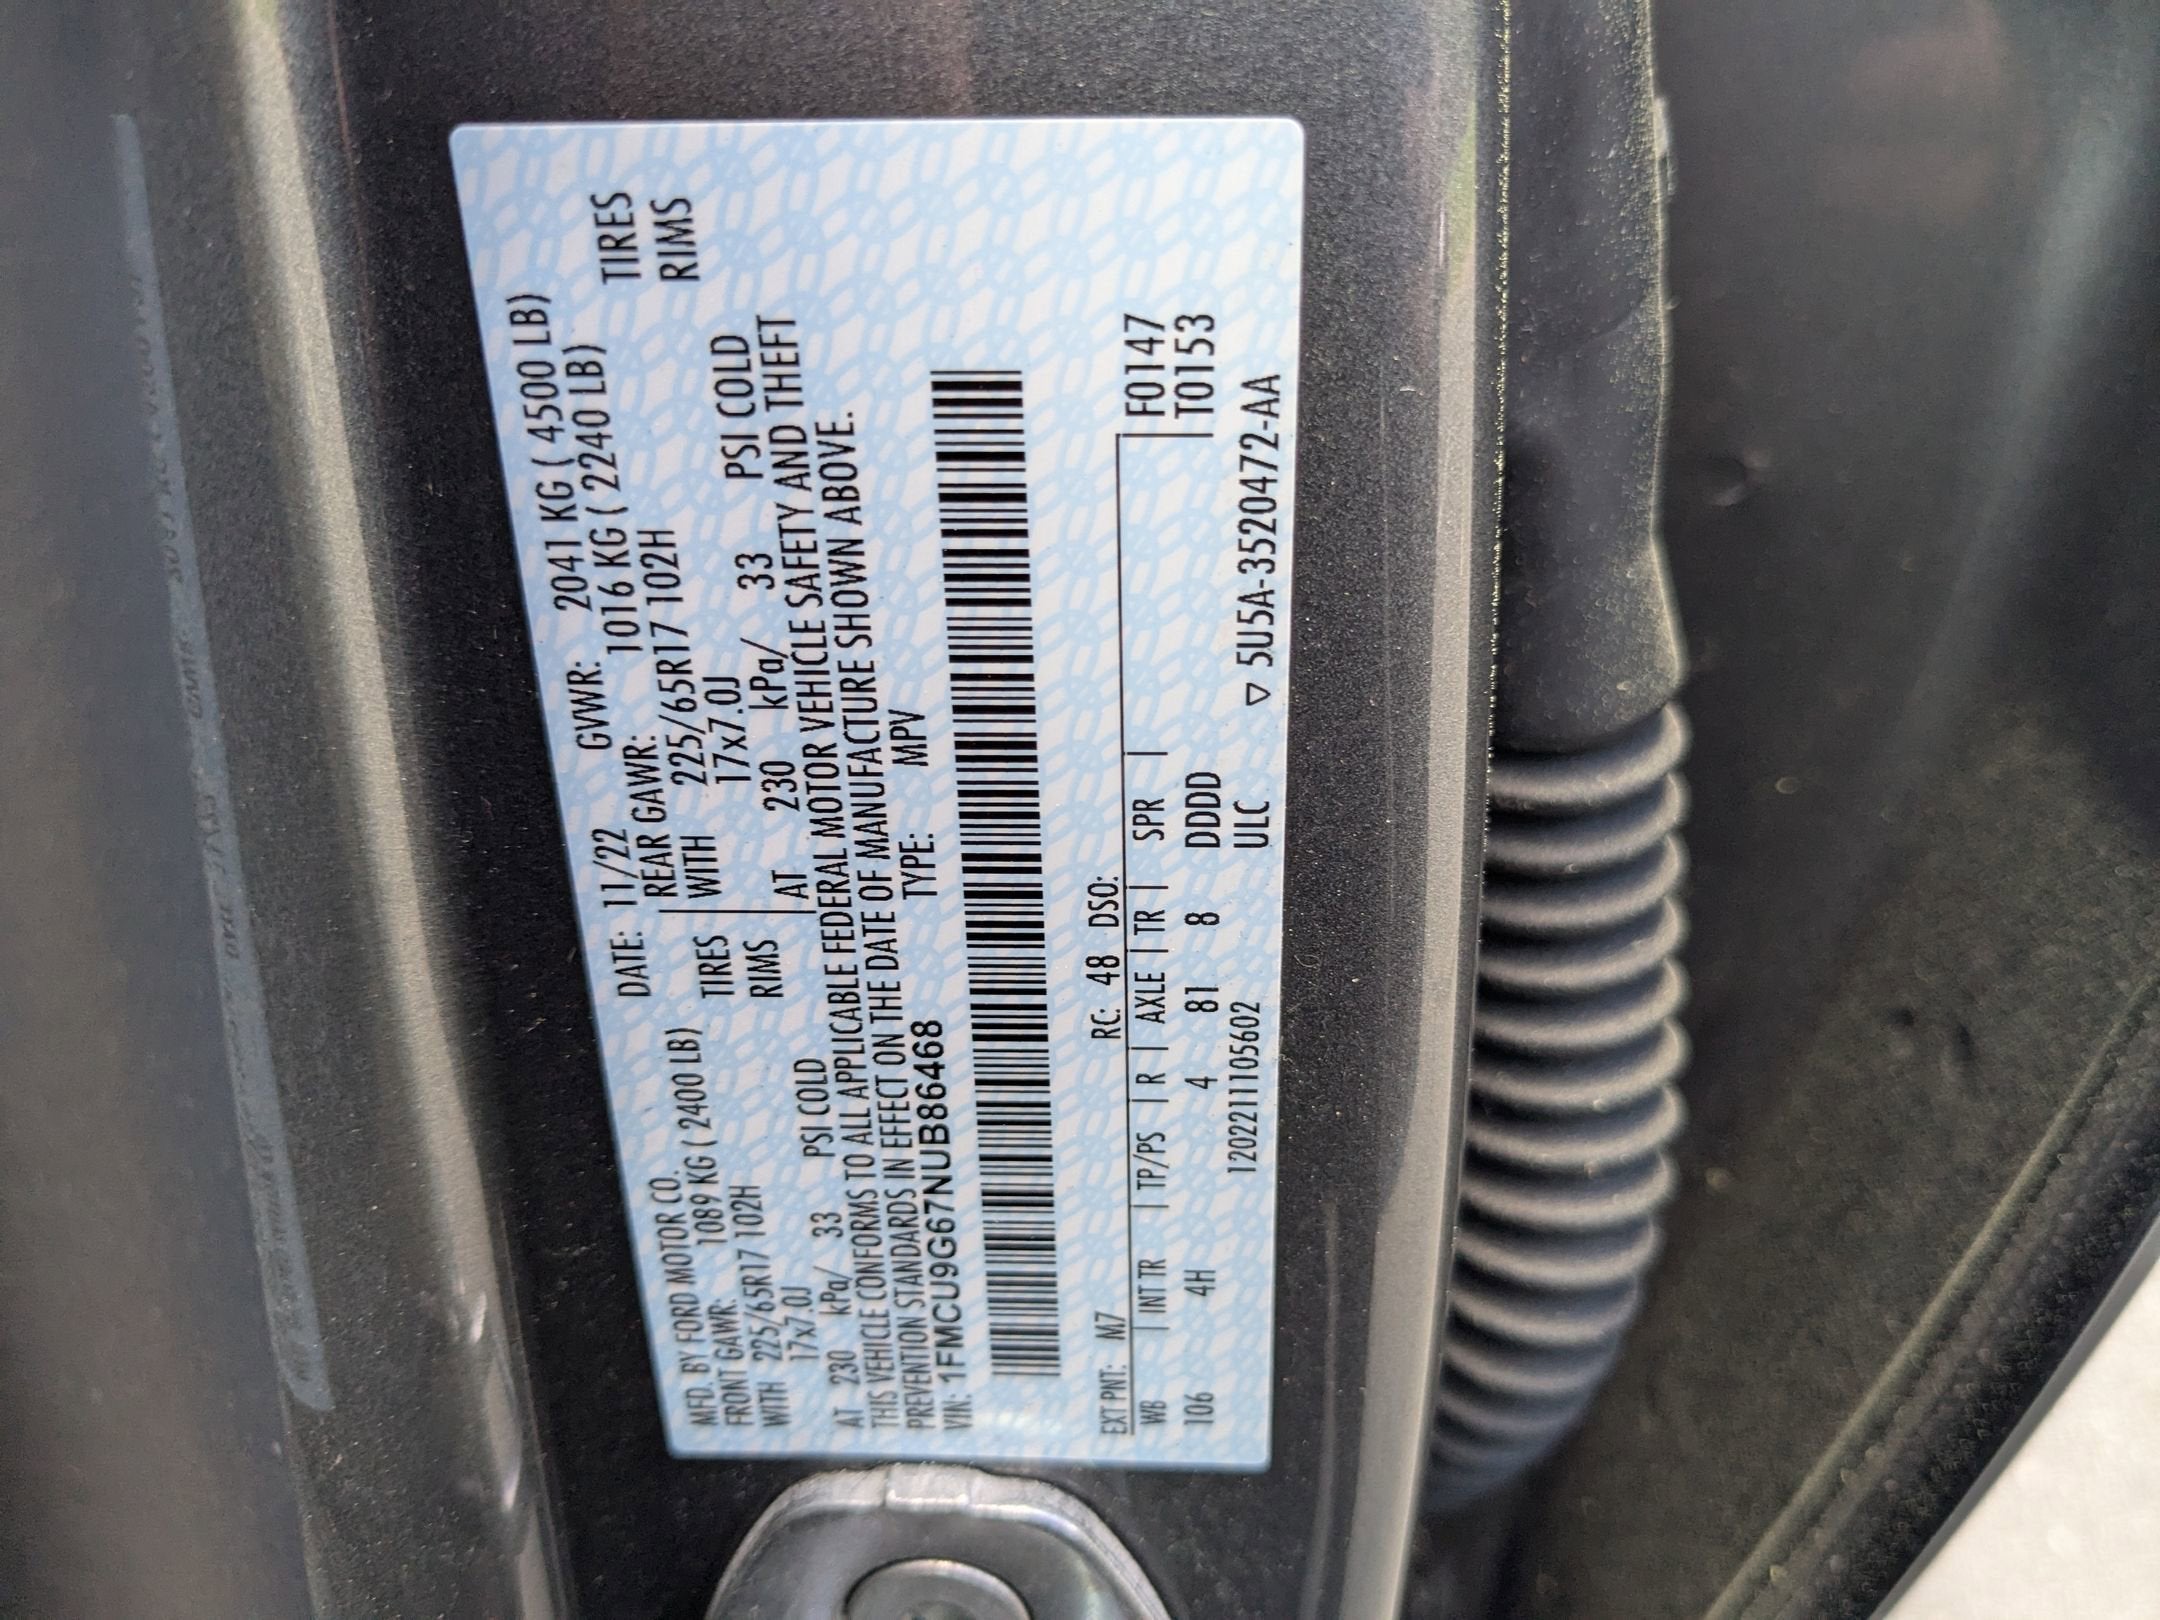 MFD. BY FORD MOTOR CO.
DATE: 11/22 GVWR: 2041 KG ( 4500 LB)
FRONT GAWR: 1089 KG ( 2400 LB) REAR GAWR: 1016 KG ( 2240 LB)
WITH 225/65R17 102H TIRES WITH 225/65R17 102H TIRES
17x7.0J RIMS 17x7.0J RIMS
AT 230 kPa/ 33 PSI COLD AT 230 kPa/ 33 PSI COLD
THIS VEHICLE CONFORMS TO ALL APPLICABLE FEDERAL MOTOR VEHICLE SAFETY AND THEFT
PREVENTION STANDARDS IN EFFECT ON THE DATE OF MANUFACTURE SHOWN ABOVE.
VIN: 1FMCU9G67NUB86468 TYPE: MPV
EXT PNT: M7 RC: 48 DSO:
WB | INT TR | TP/PS | R | AXLE | TR | SPR | F0147
106 4H 4 81 8 DDDD T0153
1202211105602 ULC ▽ 5U5A-3520472-AA